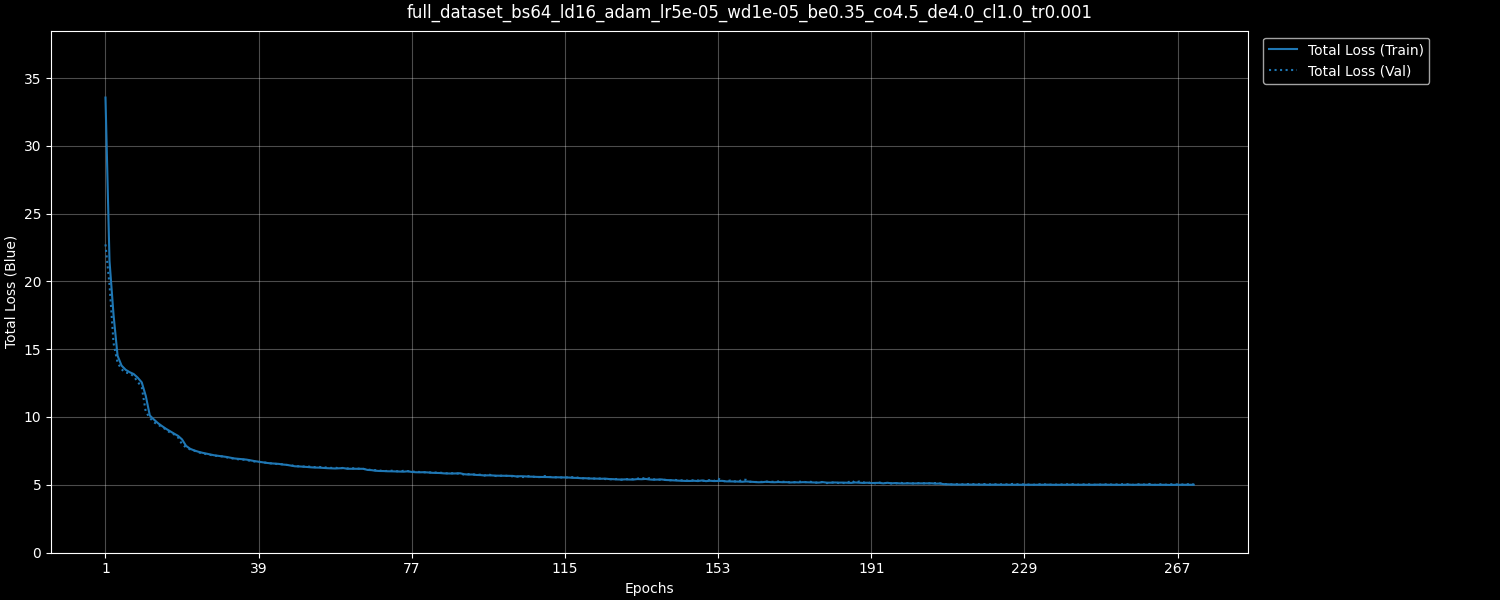 full_dataset_bs64_ld16_adam_lr5e-05_wd1e-05_be0.35_co4.5_de4.0_cl1.0_tr0.001
Total Loss (Train)
Total Loss (Val)
35
30
25
20
15
10
5
0
Total Loss (Blue)
1 39 77 115 153 191 229 267
Epochs